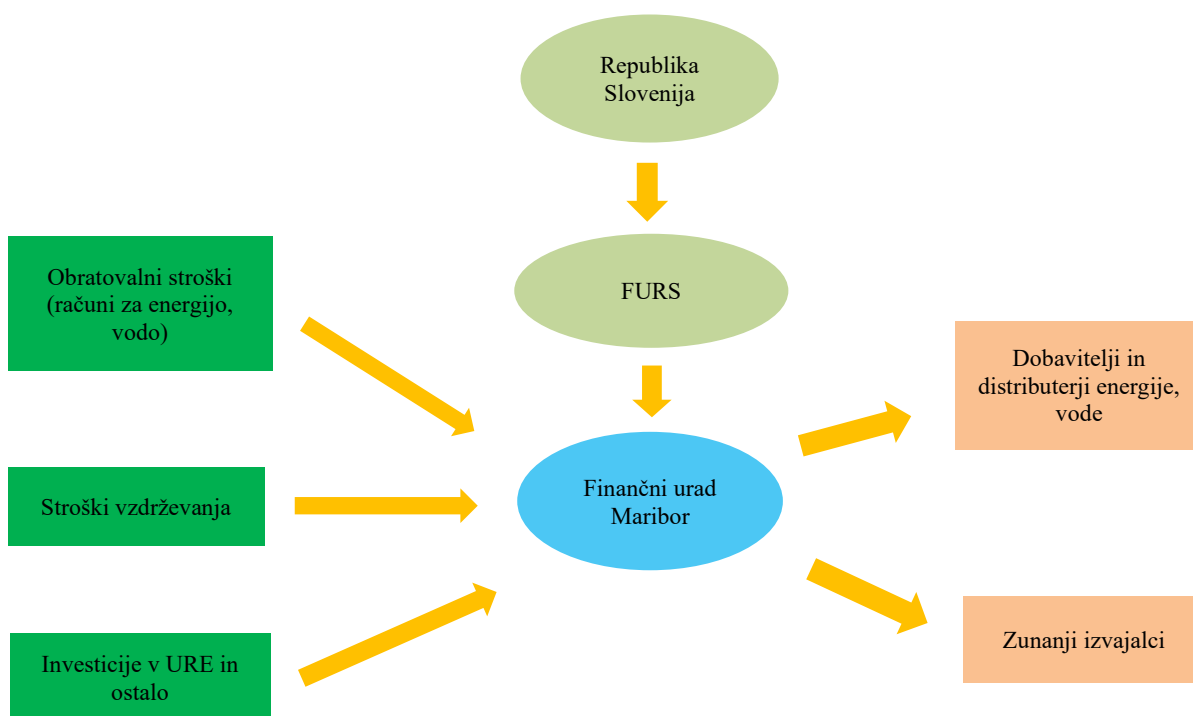 Republika
Slovenija
FURS
Obratovalni stroški
(računi za energijo,
vodo)
Dobavitelji in
distributerji energije,
vode
Stroški vzdrževanja
Finančni urad
Maribor
Investicije v URE in
ostalo
Zunanji izvajalci